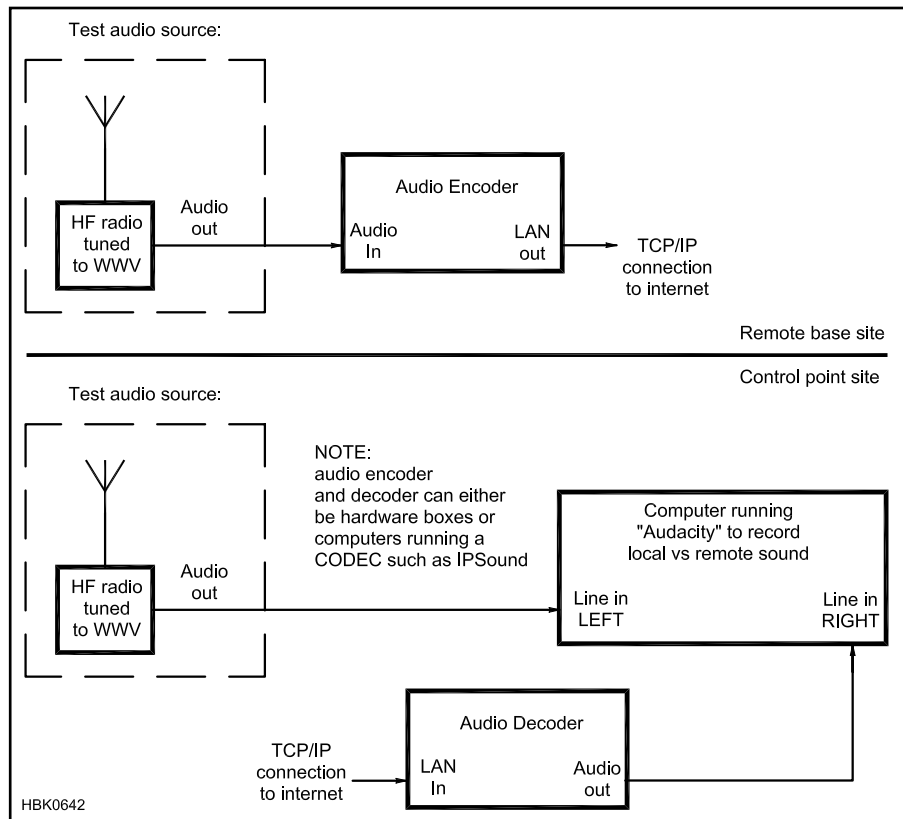 Test audio source:
HF radio
tuned
to WWV
Audio
out
Audio Encoder
Audio
In
LAN
out
TCP/IP
connection
to internet
Remote base site
Control point site
Test audio source:
HF radio
tuned
to WWV
Audio
out
NOTE:
audio encoder
and decoder can either
be hardware boxes or
computers running a
CODEC such as IPSound
Computer running
"Audacity" to record
local vs remote sound
Line in
LEFT
Line in
RIGHT
Audio Decoder
TCP/IP
connection
to internet
LAN
In
Audio
out
HBK0642